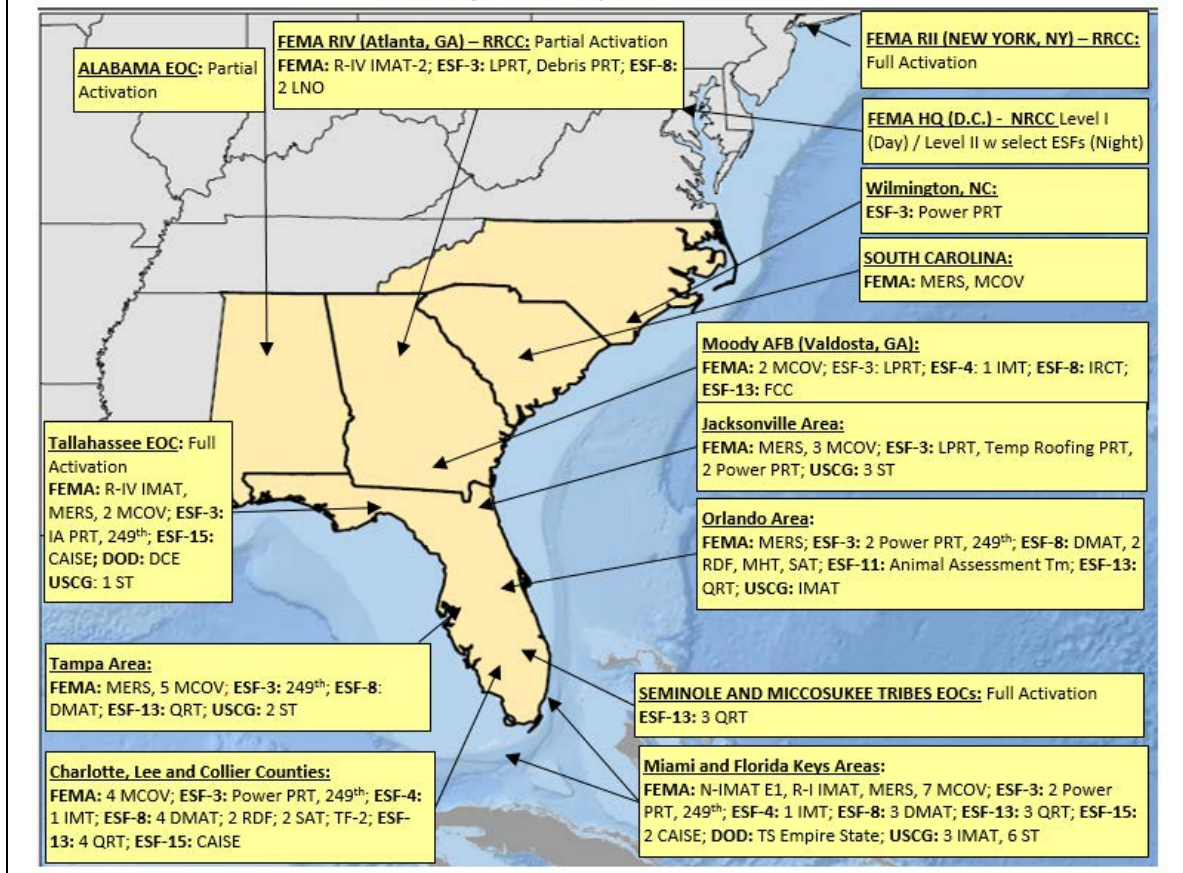 ALABAMA EOC: Partial
Activation
FEMA RIV (Atlanta, GA) – RRCC: Partial Activation
FEMA: R-IV IMAT-2; ESF-3: LPRT, Debris PRT; ESF-8:
2 LNO
FEMA RII (NEW YORK, NY) – RRCC:
Full Activation
FEMA HQ (D.C.) - NRCC Level I
(Day) / Level II w select ESFs (Night)
Wilmington, NC:
ESF-3: Power PRT
SOUTH CAROLINA:
FEMA: MERS, MCOV
Moody AFB (Valdosta, GA):
FEMA: 2 MCOV; ESF-3: LPRT; ESF-4: 1 IMT; ESF-8: IRCT;
ESF-13: FCC
Jacksonville Area:
FEMA: MERS, 3 MCOV; ESF-3: LPRT, Temp Roofing PRT,
2 Power PRT; USCG: 3 ST
Tallahassee EOC: Full
Activation
FEMA: R-IV IMAT,
MERS, 2 MCOV; ESF-3:
IA PRT, 249th; ESF-15:
CAISE; DOD: DCE
USCG: 1 ST
Orlando Area:
FEMA: MERS; ESF-3: 2 Power PRT, 249th; ESF-8: DMAT, 2
RDF, MHT, SAT; ESF-11: Animal Assessment Tm; ESF-13:
QRT; USCG: IMAT
Tampa Area:
FEMA: MERS, 5 MCOV; ESF-3: 249th; ESF-8:
DMAT; ESF-13: QRT; USCG: 2 ST
SEMINOLE AND MICCOSUKEE TRIBES EOCs: Full Activation
ESF-13: 3 QRT
Charlotte, Lee and Collier Counties:
FEMA: 4 MCOV; ESF-3: Power PRT, 249th; ESF-4:
1 IMT; ESF-8: 4 DMAT; 2 RDF; 2 SAT; TF-2; ESF-
13: 4 QRT; ESF-15: CAISE
Miami and Florida Keys Areas:
FEMA: N-IMAT E1, R-I IMAT, MERS, 7 MCOV; ESF-3: 2 Power
PRT, 249th; ESF-4: 1 IMT; ESF-8: 3 DMAT; ESF-13: 3 QRT; ESF-15:
2 CAISE; DOD: TS Empire State; USCG: 3 IMAT, 6 ST